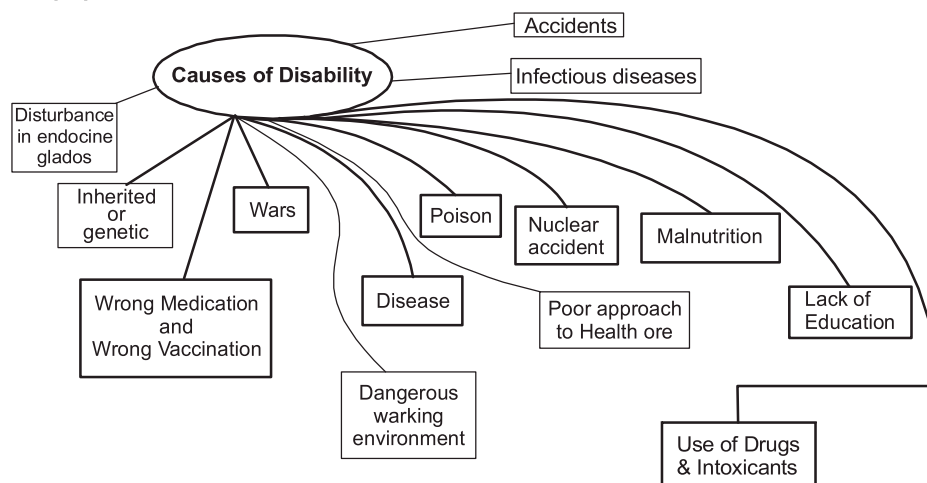 Accidents
Causes of Disability
Infectious diseases
Disturbance
in endocine
glados
Inherited
or
genetic
Wars
Poison
Nuclear
accident
Malnutrition
Wrong Medication
and
Wrong Vaccination
Disease
Poor approach
to Health ore
Lack of
Education
Dangerous
warking
environment
Use of Drugs
& Intoxicants